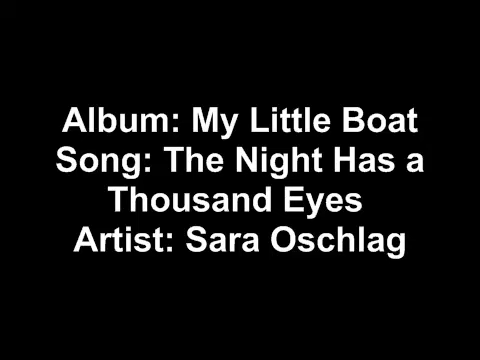 Album: My Little Boat
Song: The Night Has a
Thousand Eyes
Artist: Sara Oschlag